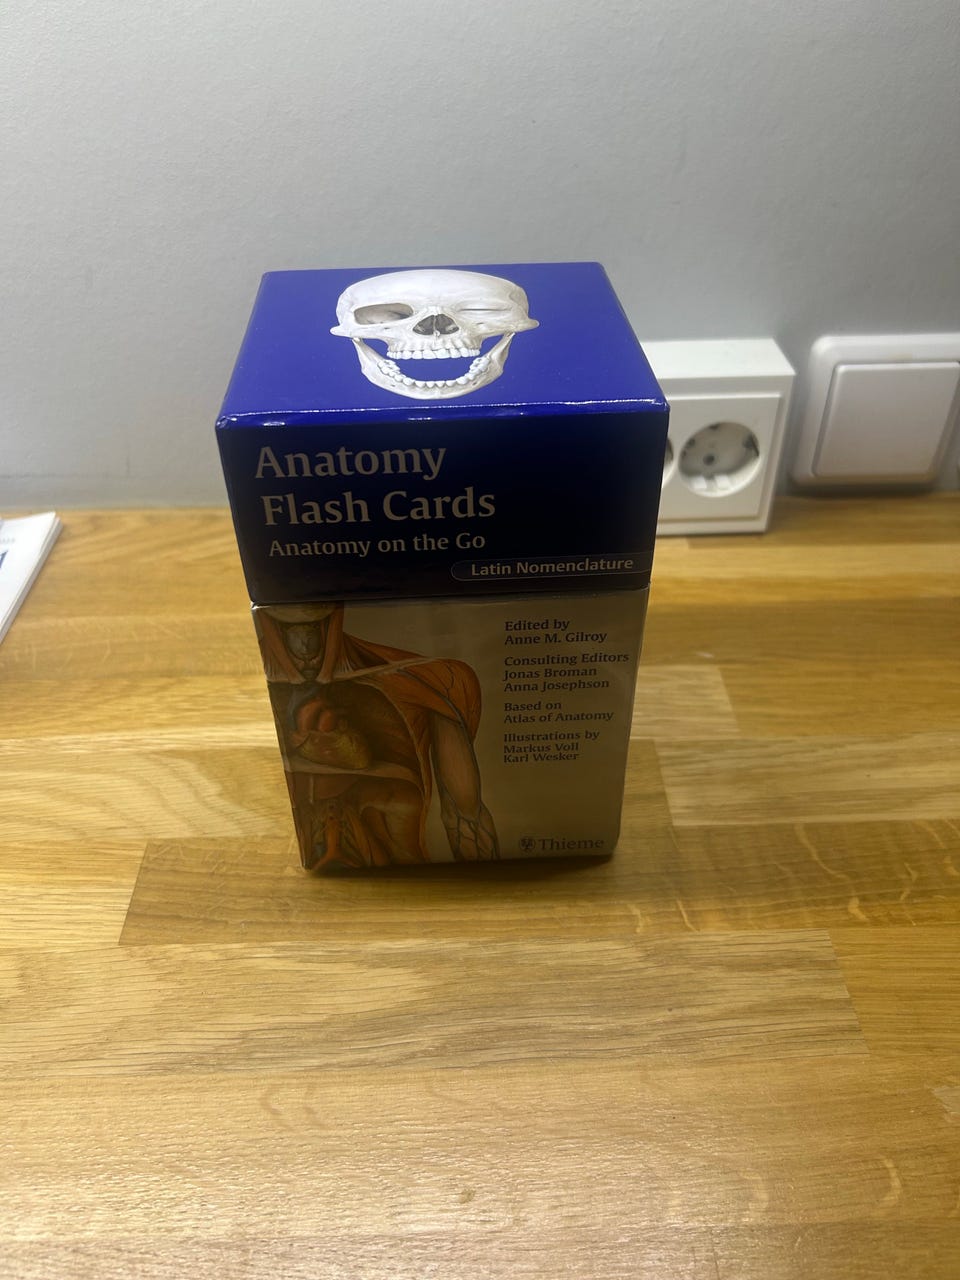 Anatomy
Flash Cards
Anatomy on the Go
Latin Nomenclature
Edited by
Anne M. Gilroy
Consulting Editors
Jonas Broman
Anna Josephson
Based on
Atlas of Anatomy
Illustrations by
Markus Voll
Karl Wesker
Thieme